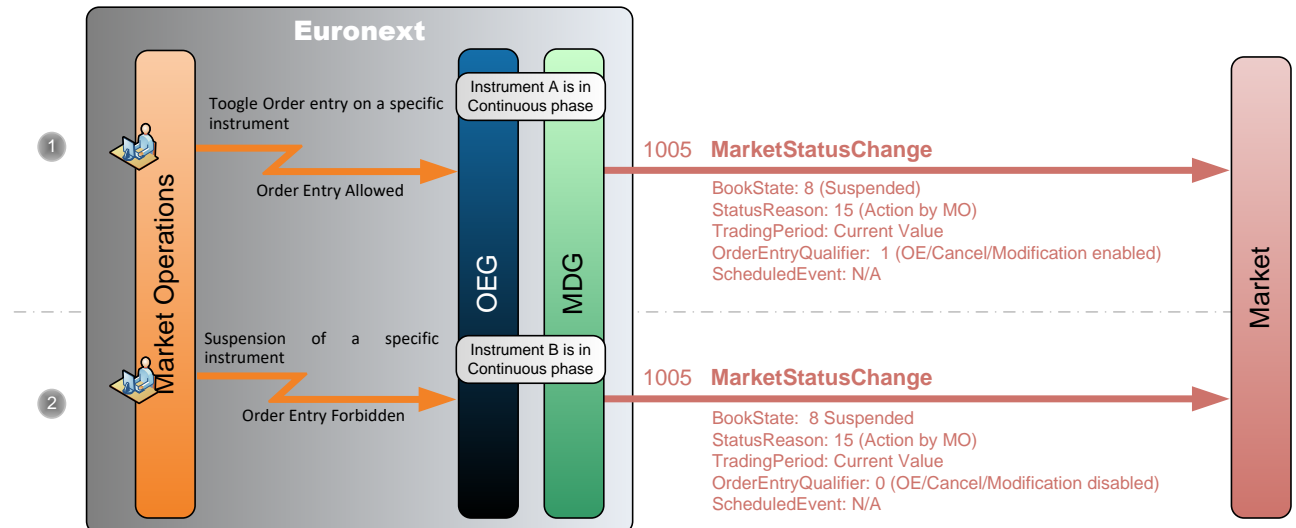 Euronext
Market Operations
OEG
MDG
Market
1
Toogle Order entry on a specific
instrument
Order Entry Allowed
Instrument A is in
Continuous phase
1005 MarketStatusChange
BookState: 8 (Suspended)
StatusReason: 15 (Action by MO)
TradingPeriod: Current Value
OrderEntryQualifier: 1 (OE/Cancel/Modification enabled)
ScheduledEvent: N/A
2
Suspension of a specific
instrument
Order Entry Forbidden
Instrument B is in
Continuous phase
1005 MarketStatusChange
BookState: 8 Suspended
StatusReason: 15 (Action by MO)
TradingPeriod: Current Value
OrderEntryQualifier: 0 (OE/Cancel/Modification disabled)
ScheduledEvent: N/A